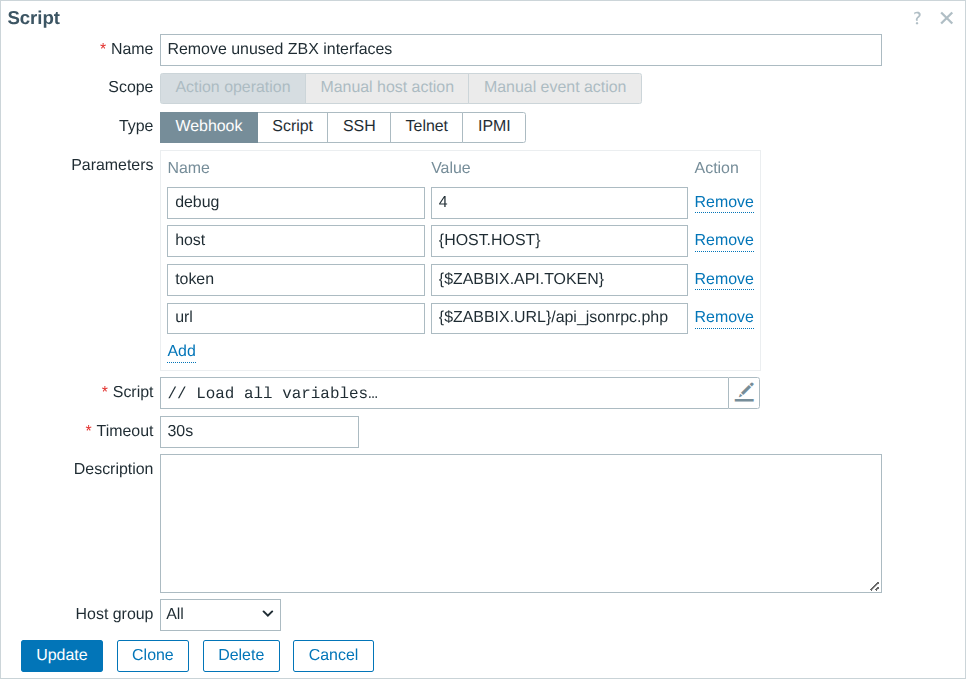 Script ?
* Name Remove unused ZBX interfaces
Scope Action operation Manual host action Manual event action
Type Webhook Script SSH Telnet IPMI
Parameters Name Value Action
debug 4 Remove
host {HOST.HOST} Remove
token {$ZABBIX.API.TOKEN} Remove
url {$ZABBIX.URL}/api_jsonrpc.php Remove
Add
* Script // Load all variables…
* Timeout 30s
Description
Host group All
Update Clone Delete Cancel